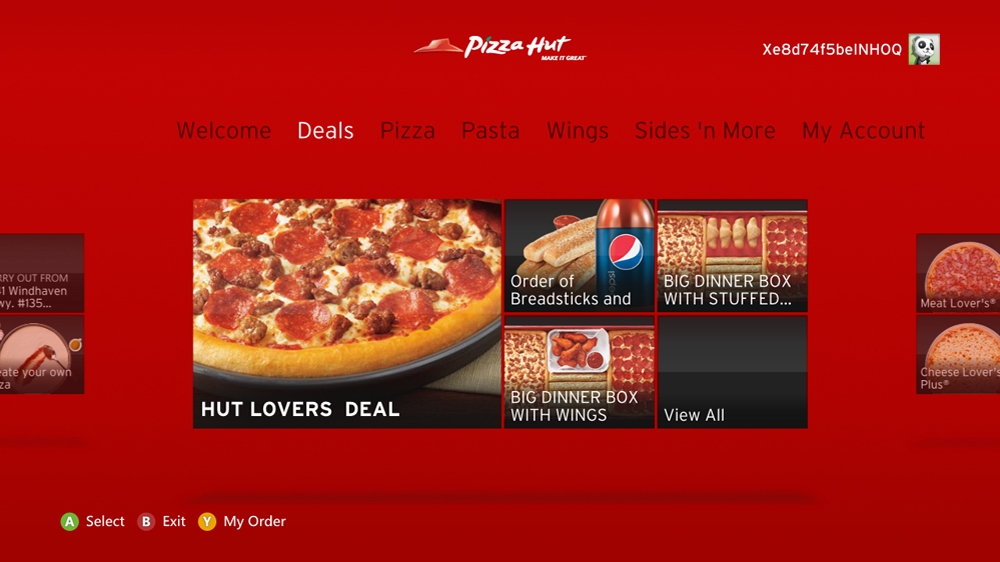 Pizza Hut
MAKE IT GREAT
Xe8d74f5beINHOQ
Welcome Deals Pizza Pasta Wings Sides 'n More My Account
RRY OUT FROM
Windhaven
wy. #135...
eate your own
zza
HUT LOVERS DEAL
pepsi
Order of
Breadsticks and
BIG DINNER BOX
WITH STUFFED...
BIG DINNER BOX
WITH WINGS
View All
Meat Lover's®
Cheese Lover's
Plus®
A Select B Exit Y My Order